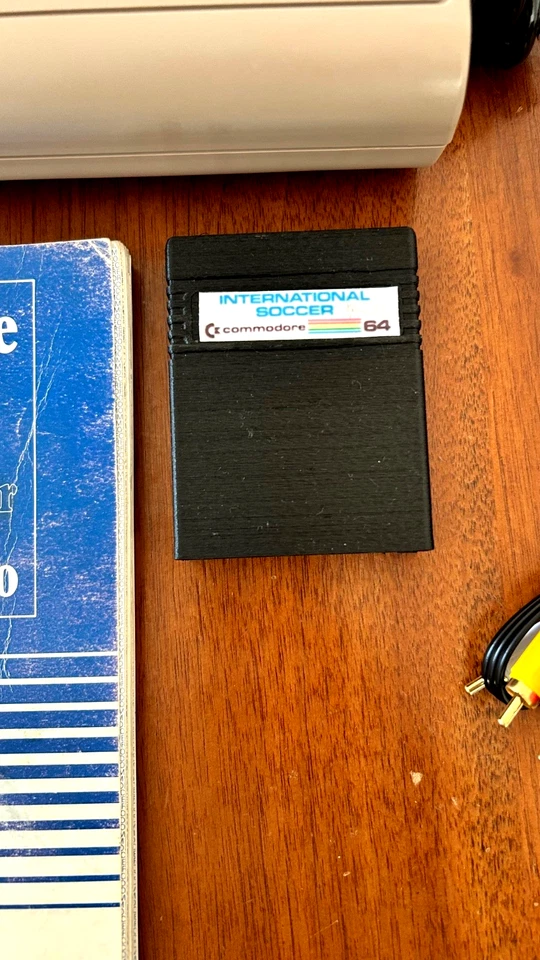 INTERNATIONAL
SOCCER
commodore 64